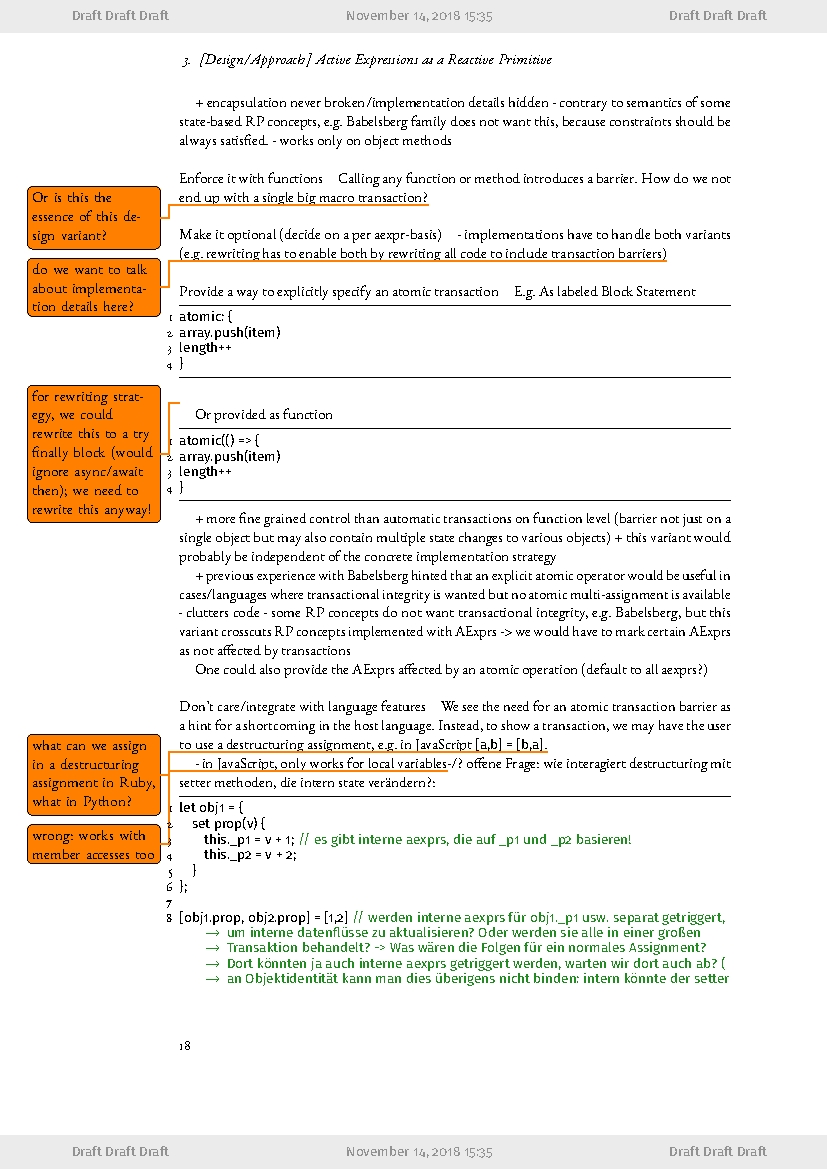 Draft Draft Draft November 14, 2018 15:35 Draft Draft Draft
3. [Design/Approach] Active Expressions as a Reactive Primitive
+ encapsulation never broken/implementation details hidden - contrary to semantics of some
state-based RP concepts, e.g. Babelsberg family does not want this, because constraints should be
always satisfied. - works only on object methods
Enforce it with functions Calling any function or method introduces a barrier. How do we not
end up with a single big macro transaction?
Or is this the
essence of this de-
sign variant?
Make it optional (decide on a per aexpr-basis) - implementations have to handle both variants
(e.g. rewriting has to enable both by rewriting all code to include transaction barriers)
do we want to talk
about implementa-
tion details here?
Provide a way to explicitly specify an atomic transaction E.g. As labeled Block Statement
1 atomic: {
2 array.push(item)
3 length++
4 }
for rewriting strat-
egy, we could
rewrite this to a try
finally block (would
ignore async/await
then); we need to
rewrite this anyway!
Or provided as function
1 atomic(() => {
2 array.push(item)
3 length++
4 }
+ more fine grained control than automatic transactions on function level (barrier not just on a
single object but may also contain multiple state changes to various objects) + this variant would
probably be independent of the concrete implementation strategy
+ previous experience with Babelsberg hinted that an explicit atomic operator would be useful in
cases/languages where transactional integrity is wanted but no atomic multi-assignment is available
- clutters code - some RP concepts do not want transactional integrity, e.g. Babelsberg, but this
variant crosscuts RP concepts implemented with AExprs -> we would have to mark certain AExprs
as not affected by transactions
One could also provide the AExprs affected by an atomic operation (default to all aexprs?)
Don't care/integrate with language features We see the need for an atomic transaction barrier as
a hint for a shortcoming in the host language. Instead, to show a transaction, we may have the user
to use a destructuring assignment, e.g. in JavaScript [a,b] = [b,a].
what can we assign
in a destructuring
assignment in Ruby,
what in Python?
- in JavaScript, only works for local variables-/? offene Frage: wie interagiert destructuring mit
setter methoden, die intern state verändern?:
wrong: works with
member accesses too
1 let obj1 = {
2 set prop(v) {
3 this._p1 = v + 1; // es gibt interne aexprs, die auf _p1 und _p2 basieren!
4 this._p2 = v + 2;
5 }
6 };
7
8 [obj1.prop, obj2.prop] = [1,2] // werden interne aexprs für obj1._p1 usw. separat getriggert,
→ um interne datenflüsse zu aktualisieren? Oder werden sie alle in einer großen
→ Transaktion behandelt? -> Was wären die Folgen für ein normales Assignment?
→ Dort könnten ja auch interne aexprs getriggert werden, warten wir dort auch ab? (
→ an Objektidentität kann man dies überigens nicht binden: intern könnte der setter
18
Draft Draft Draft November 14, 2018 15:35 Draft Draft Draft